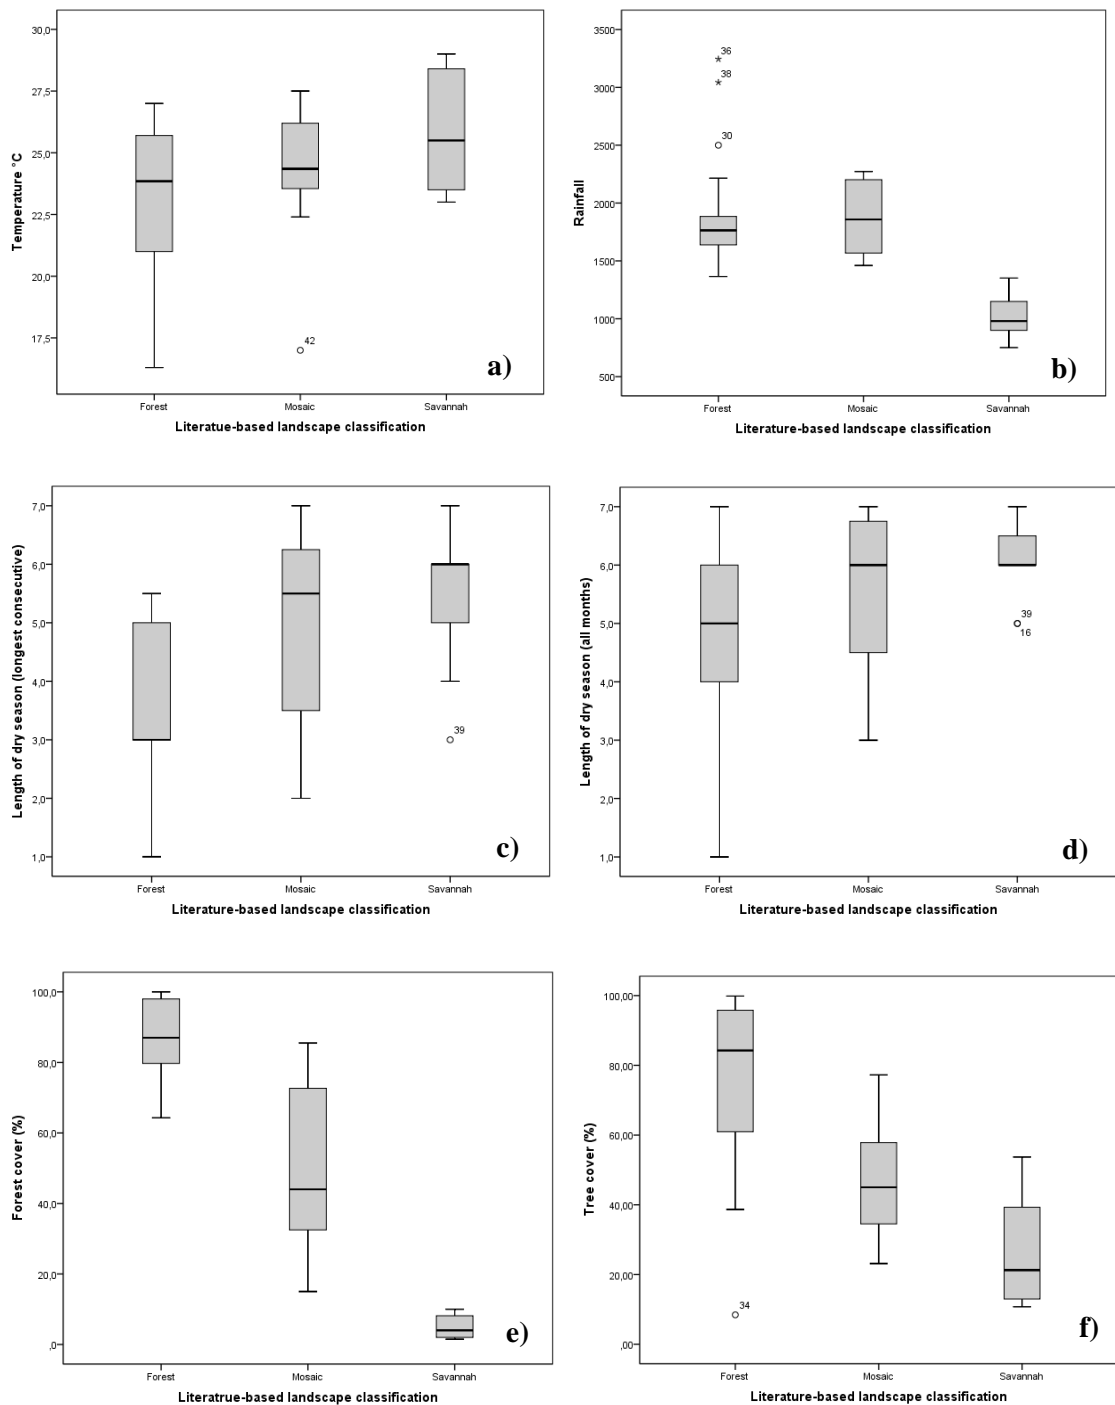 30,0
27,5
25,0
22,5
20,0
17,5
Temperature °C
42
a)
Forest Mosaic Savannah
Literatue-based landscape classification
3500
3000
2500
2000
1500
1000
500
Rainfall
36
38
30
b)
Forest Mosaic Savannah
Literature-based landscape classification
7,0
6,0
5,0
4,0
3,0
2,0
1,0
Length of dry season (longest consecutive)
39
c)
Forest Mosaic Savannah
Literature-based landscape classification
7,0
6,0
5,0
4,0
3,0
2,0
1,0
Length of dry season (all months)
39
16
d)
Forest Mosaic Savannah
Literature-based landscape classification
100,0
80,0
60,0
40,0
20,0
,0
Forest cover (%)
e)
Forest Mosaic Savannah
Literatrue-based landscape classification
100,00
80,00
60,00
40,00
20,00
,00
Tree cover (%)
34
f)
Forest Mosaic Savannah
Literature-based landscape classification